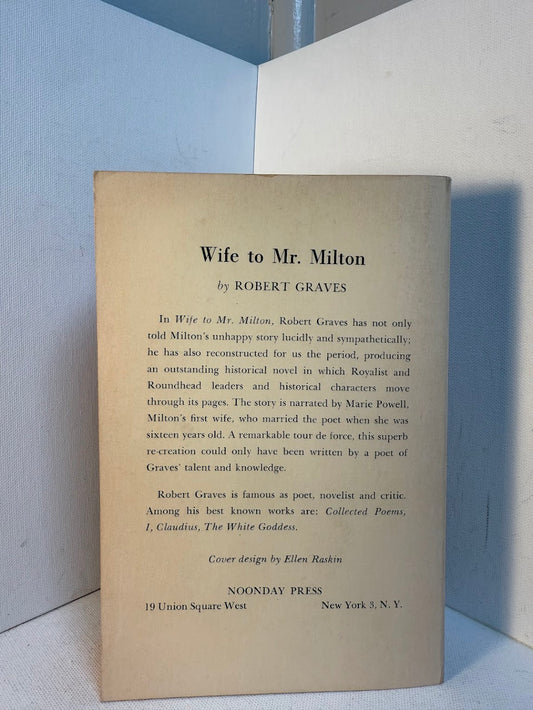 Wife to Mr. Milton
by ROBERT GRAVES
In Wife to Mr. Milton, Robert Graves has not only
told Milton's unhappy story lucidly and sympathetically;
he has also reconstructed for us the period, producing
an outstanding historical novel in which Royalist and
Roundhead leaders and historical characters move
through its pages. The story is narrated by Marie Powell,
Milton's first wife, who married the poet when she was
sixteen years old. A remarkable tour de force, this superb
re-creation could only have been written by a poet of
Graves' talent and knowledge.
Robert Graves is famous as poet, novelist and critic.
Among his best known works are: Collected Poems,
I, Claudius, The White Goddess.
Cover design by Ellen Raskin
NOONDAY PRESS
19 Union Square West New York 3, N. Y.